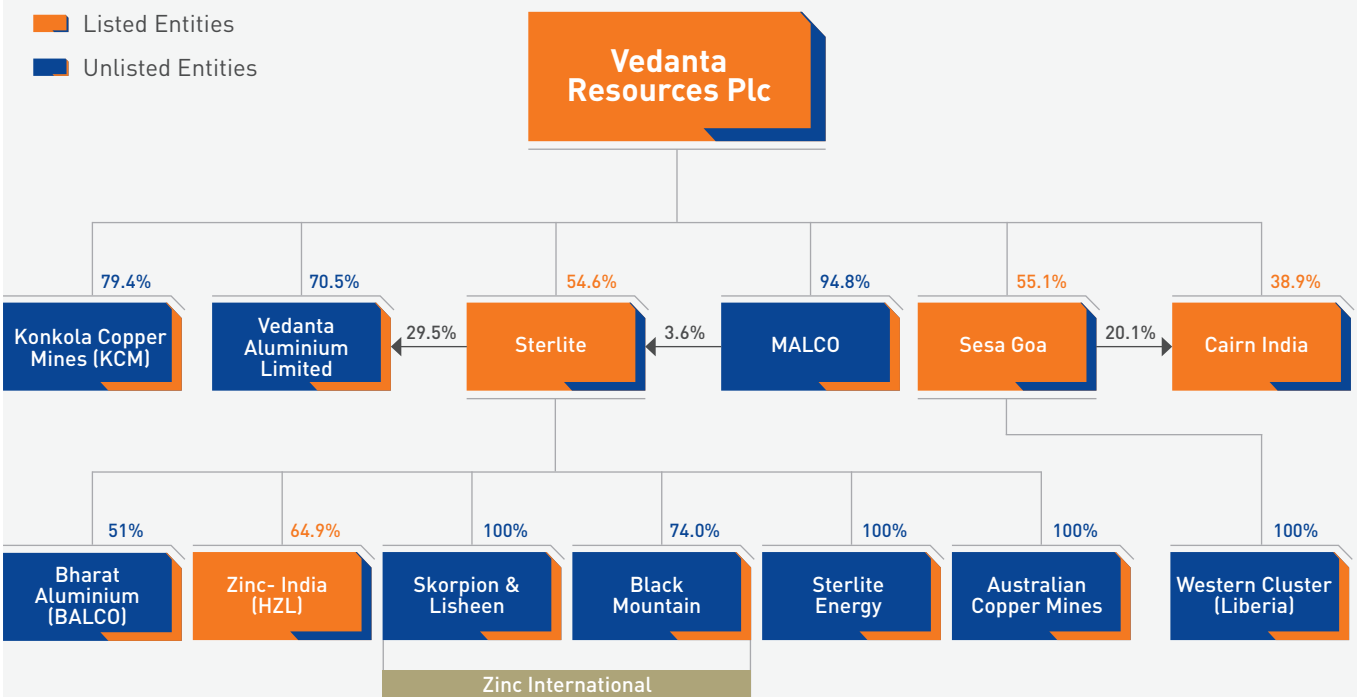 Listed Entities
Unlisted Entities
Vedanta
Resources Plc
79.4%
70.5%
54.6%
94.8%
55.1%
38.9%
Konkola Copper
Mines (KCM)
Vedanta
Aluminium
Limited
29.5%
Sterlite
3.6%
MALCO
Sesa Goa
20.1%
Cairn India
51%
64.9%
100%
74.0%
100%
100%
100%
Bharat
Aluminium
(BALCO)
Zinc- India
(HZL)
Skorpion &
Lisheen
Black
Mountain
Sterlite
Energy
Australian
Copper Mines
Western Cluster
(Liberia)
Zinc International